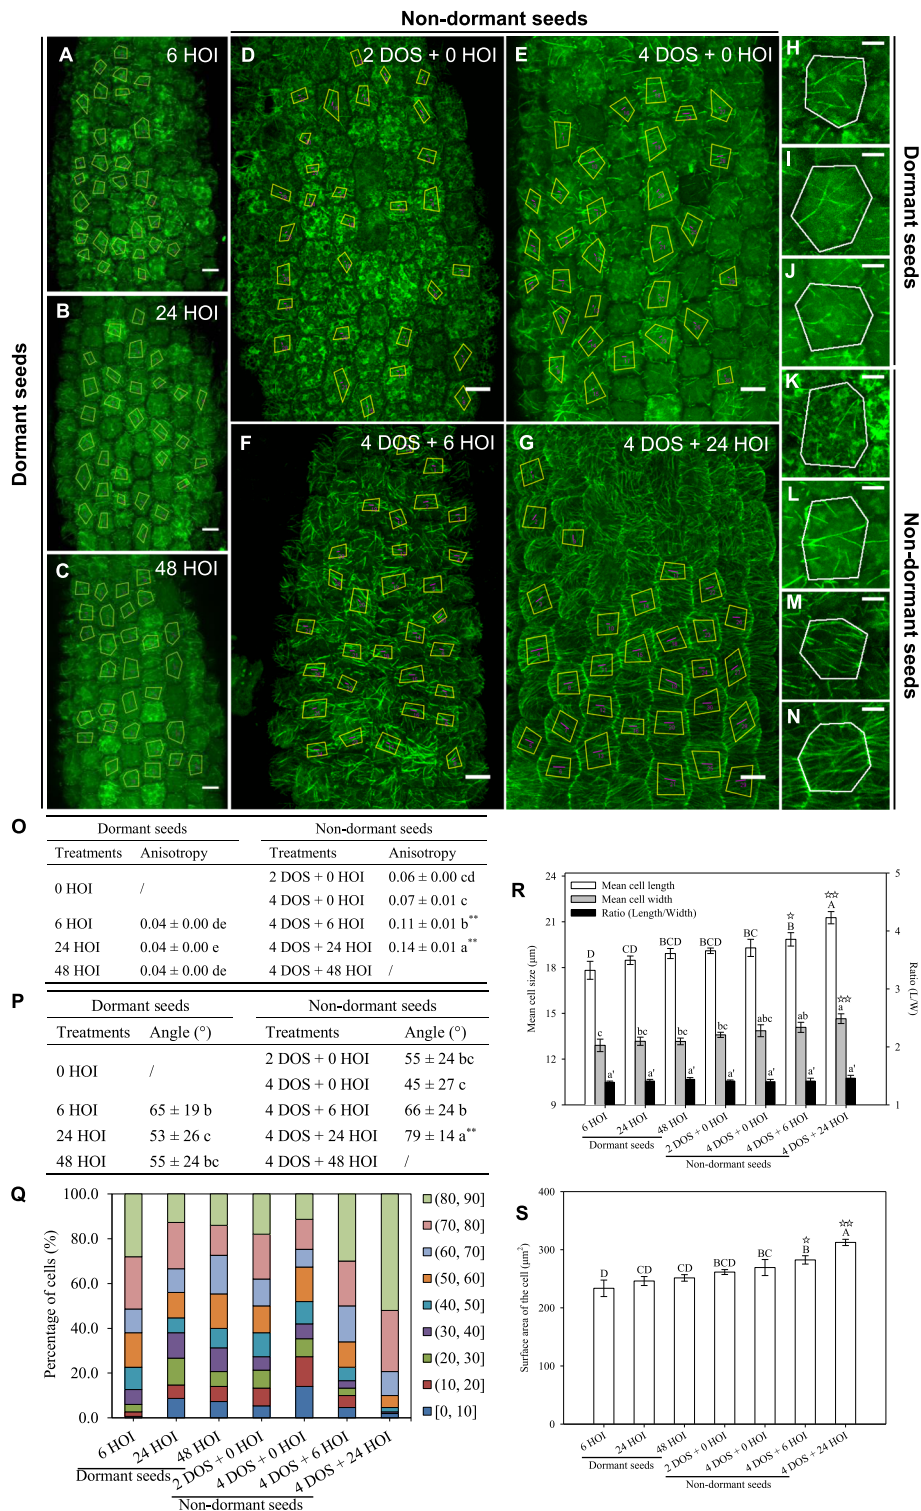 Non-dormant seeds
Dormant seeds
A 6 HOI
B 24 HOI
C 48 HOI
D 2 DOS + 0 HOI
E 4 DOS + 0 HOI
F 4 DOS + 6 HOI
G 4 DOS + 24 HOI
H
I
J
K
L
M
N
Dormant seeds
Non-dormant seeds
O
Dormant seeds Non-dormant seeds
Treatments Anisotropy Treatments Anisotropy
0 HOI / 2 DOS + 0 HOI 0.06 ± 0.00 cd
4 DOS + 0 HOI 0.07 ± 0.01 c
6 HOI 0.04 ± 0.00 de 4 DOS + 6 HOI 0.11 ± 0.01 b**
24 HOI 0.04 ± 0.00 e 4 DOS + 24 HOI 0.14 ± 0.01 a**
48 HOI 0.04 ± 0.00 de 4 DOS + 48 HOI /
P
Dormant seeds Non-dormant seeds
Treatments Angle (°) Treatments Angle (°)
0 HOI / 2 DOS + 0 HOI 55 ± 24 bc
4 DOS + 0 HOI 45 ± 27 c
6 HOI 65 ± 19 b 4 DOS + 6 HOI 66 ± 24 b
24 HOI 53 ± 26 c 4 DOS + 24 HOI 79 ± 14 a**
48 HOI 55 ± 24 bc 4 DOS + 48 HOI /
Q
Percentage of cells (%)
100.0
80.0
60.0
40.0
20.0
0.0
(80, 90]
(70, 80]
(60, 70]
(50, 60]
(40, 50]
(30, 40]
(20, 30]
(10, 20]
[0, 10]
6 HOI 24 HOI 48 HOI 2 DOS + 0 HOI 4 DOS + 0 HOI 4 DOS + 6 HOI 4 DOS + 24 HOI
Dormant seeds
Non-dormant seeds
R
Mean cell size (μm)
24
21
18
15
12
9
Mean cell length
Mean cell width
Ratio (Length/Width)
D CD BCD BCD BC ☆ B ☆☆ A
c bc bc bc abc ab ☆☆ a
a' a' a' a' a' a' a'
5
4
3
2
1
Ratio (L/W)
6 HOI 24 HOI 48 HOI 2 DOS + 0 HOI 4 DOS + 0 HOI 4 DOS + 6 HOI 4 DOS + 24 HOI
Dormant seeds
Non-dormant seeds
S
Surface area of the cell (μm²)
400
300
200
100
0
D CD CD BCD BC ☆ B ☆☆ A
6 HOI 24 HOI 48 HOI 2 DOS + 0 HOI 4 DOS + 0 HOI 4 DOS + 6 HOI 4 DOS + 24 HOI
Dormant seeds
Non-dormant seeds